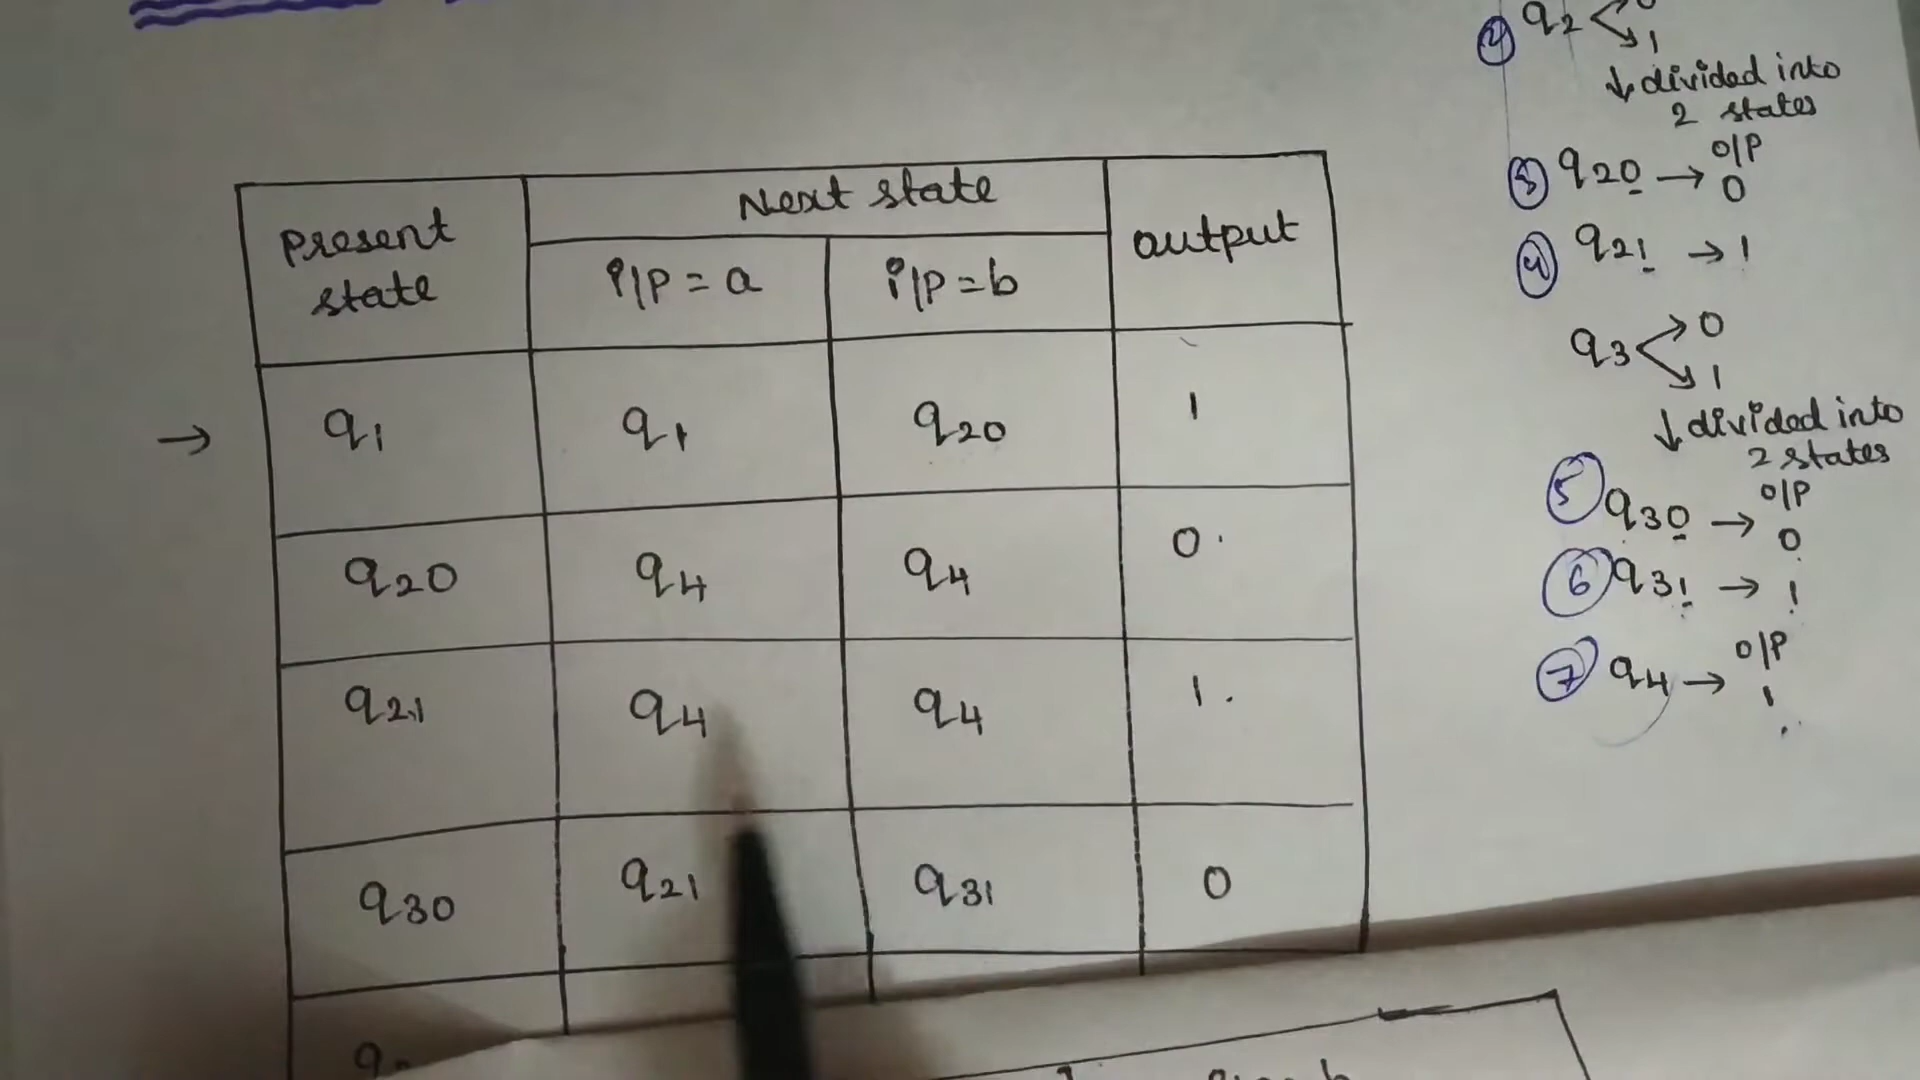 Present state | Next state | output
i/p = a | i/p = b
→ q1 | q1 | q20 | 1
q20 | q4 | q4 | 0
q21 | q4 | q4 | 1
q30 | q21 | q31 | 0
q2 < 0
1
↓ divided into
2 states
③ q20 → O/P
0
④ q21 → 1
q3 < 0
1
↓ divided into
2 states
⑤ q30 → O/P
0
⑥ q31 → 1
⑦ q4 → O/P
1